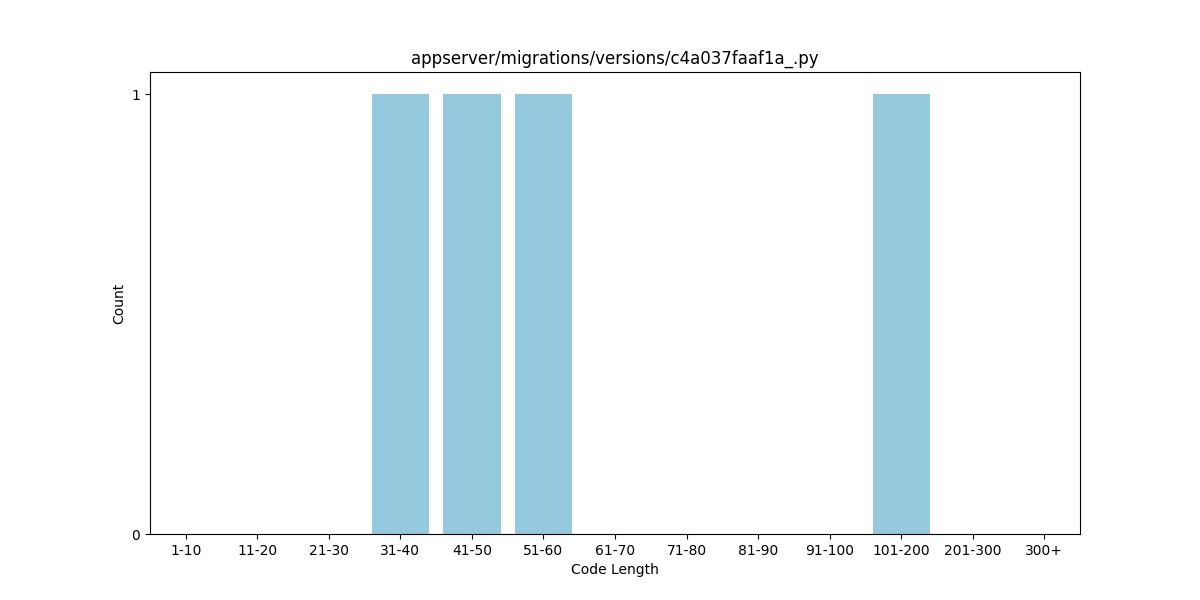 appserver/migrations/versions/c4a037faaf1a_.py
1
Count
0
1-10 11-20 21-30 31-40 41-50 51-60 61-70 71-80 81-90 91-100 101-200 201-300 300+
Code Length